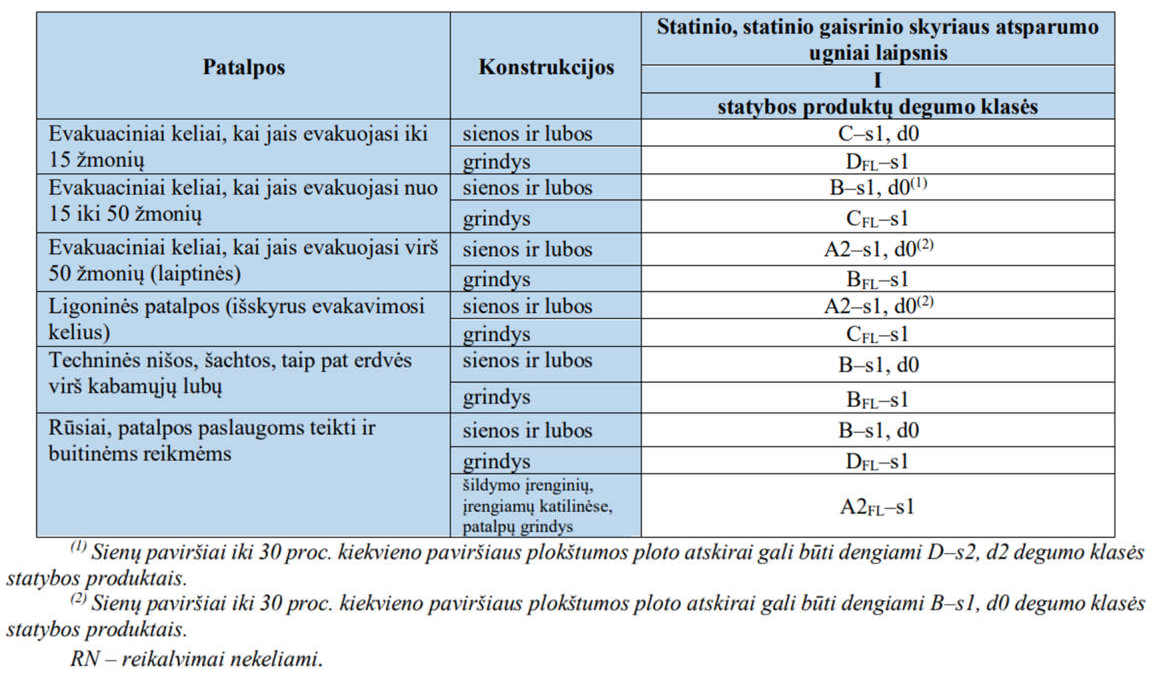 Patalpos
Konstrukcijos
Statinio, statinio gaisrinio skyriaus atsparumo
ugniai laipsnis
I
statybos produktų degumo klasės
Evakuaciniai keliai, kai jais evakuojasi iki
15 žmonių
sienos ir lubos
C–s1, d0
grindys
DFL–s1
Evakuaciniai keliai, kai jais evakuojasi nuo
15 iki 50 žmonių
sienos ir lubos
B–s1, d0(1)
grindys
CFL–s1
Evakuaciniai keliai, kai jais evakuojasi virš
50 žmonių (laiptinės)
sienos ir lubos
A2–s1, d0(2)
grindys
BFL–s1
Ligoninės patalpos (išskyrus evakavimosi
kelius)
sienos ir lubos
A2–s1, d0(2)
grindys
CFL–s1
Techninės nišos, šachtos, taip pat erdvės
virš kabamųjų lubų
sienos ir lubos
B–s1, d0
grindys
BFL–s1
Rūsiai, patalpos paslaugoms teikti ir
buitinėms reikmėms
sienos ir lubos
B–s1, d0
grindys
DFL–s1
šildymo įrenginių,
įrengiamų katilinėse,
patalpų grindys
A2FL–s1
(1) Sienų paviršiai iki 30 proc. kiekvieno paviršiaus plokštumos ploto atskirai gali būti dengiami D–s2, d2 degumo klasės
statybos produktais.
(2) Sienų paviršiai iki 30 proc. kiekvieno paviršiaus plokštumos ploto atskirai gali būti dengiami B–s1, d0 degumo klasės
statybos produktais.
RN – reikalvimai nekeliami.